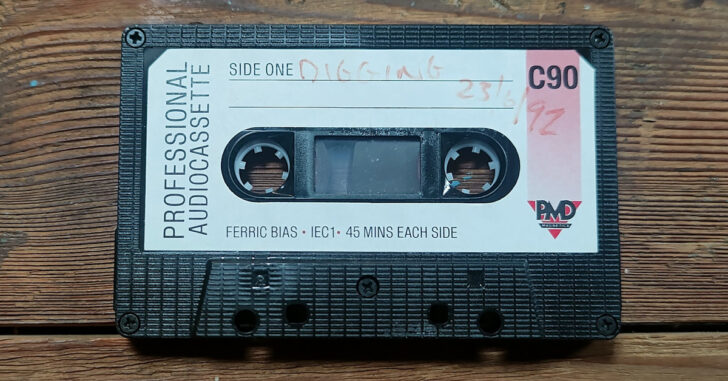 PROFESSIONAL
AUDIOCASSETTE
SIDE ONE DIGGING
23/6/92
C90
FERRIC BIAS • IEC1 • 45 MINS EACH SIDE
PMD
MAGNETICS